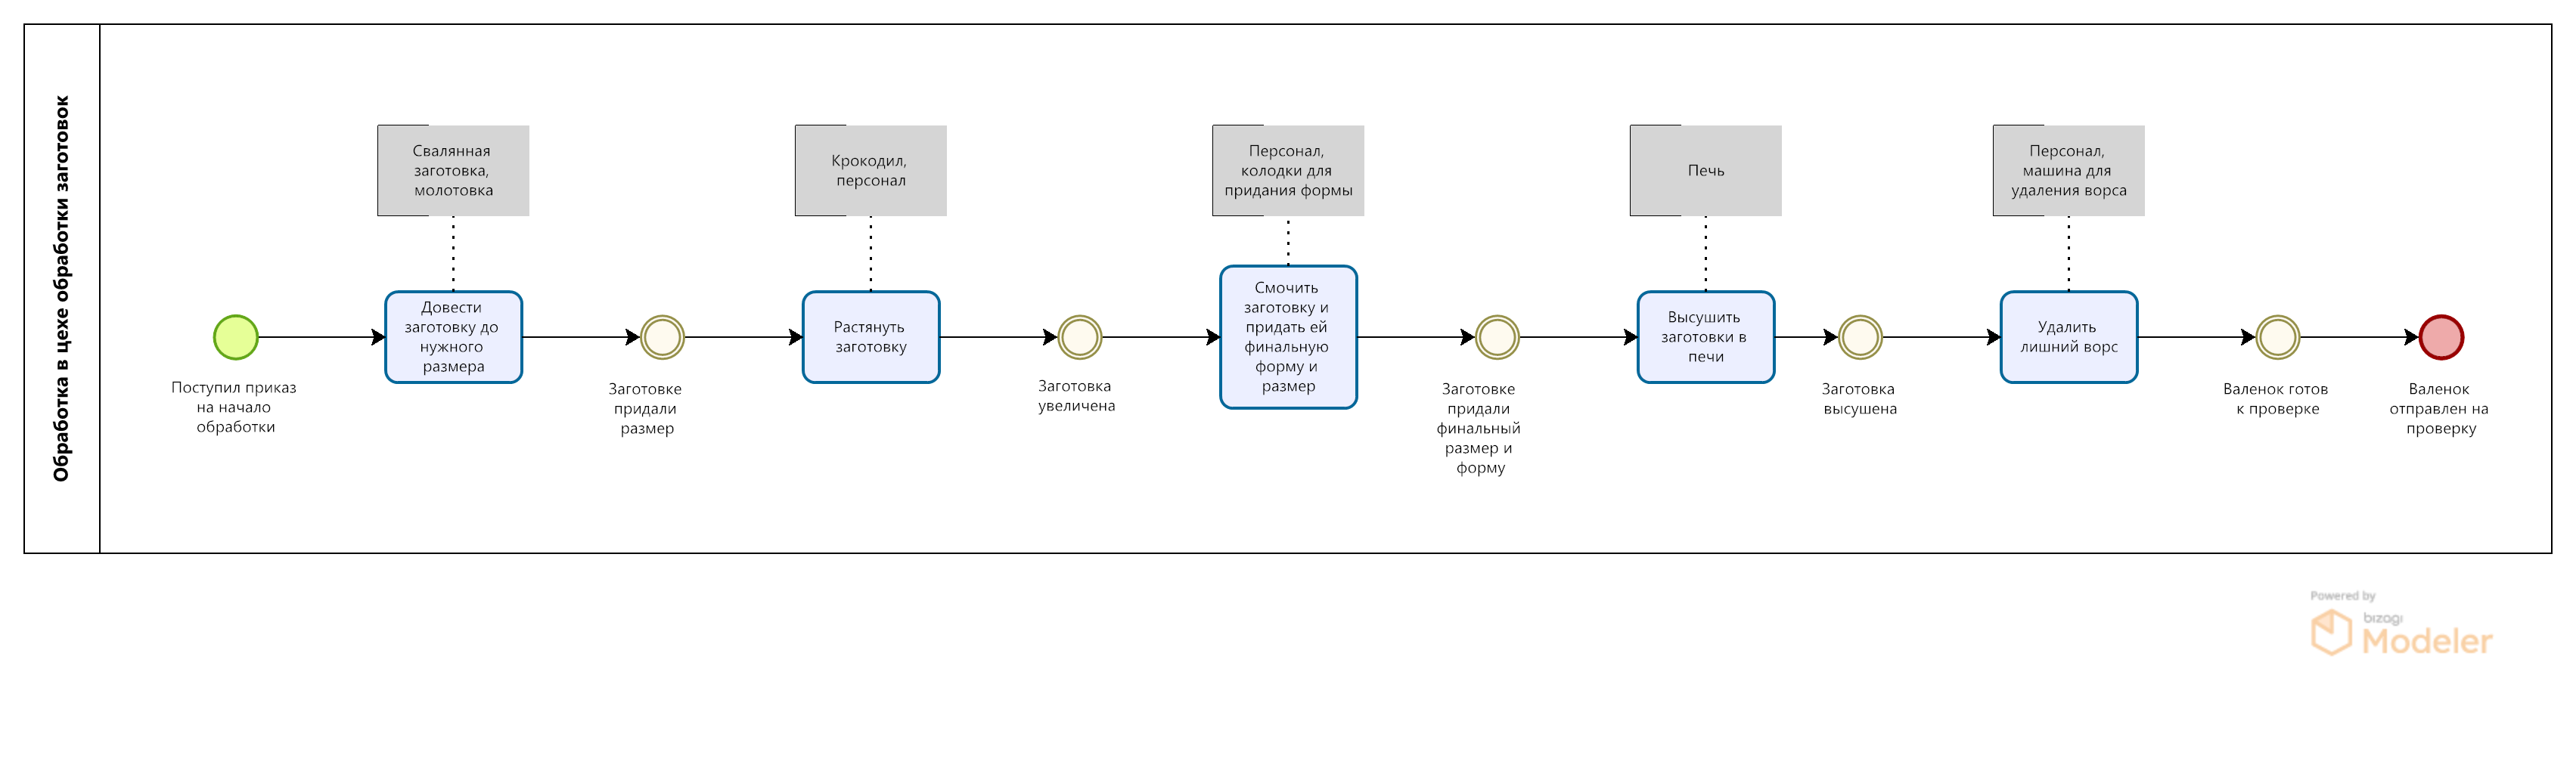 Обработка в цехе обработки заготовок
Свалянная
заготовка,
молотовка
Крокодил,
персонал
Персонал,
колодки для
придания формы
Печь
Персонал,
машина для
удаления ворса
Поступил приказ
на начало
обработки
Довести
заготовку до
нужного
размера
Заготовке
придали
размер
Растянуть
заготовку
Заготовка
увеличена
Смочить
заготовку и
придать ей
финальную
форму и
размер
Заготовке
придали
финальный
размер и
форму
Высушить
заготовки в
печи
Заготовка
высушена
Удалить
лишний ворс
Валенок готов
к проверке
Валенок
отправлен на
проверку
Powered by
bizagi
Modeler